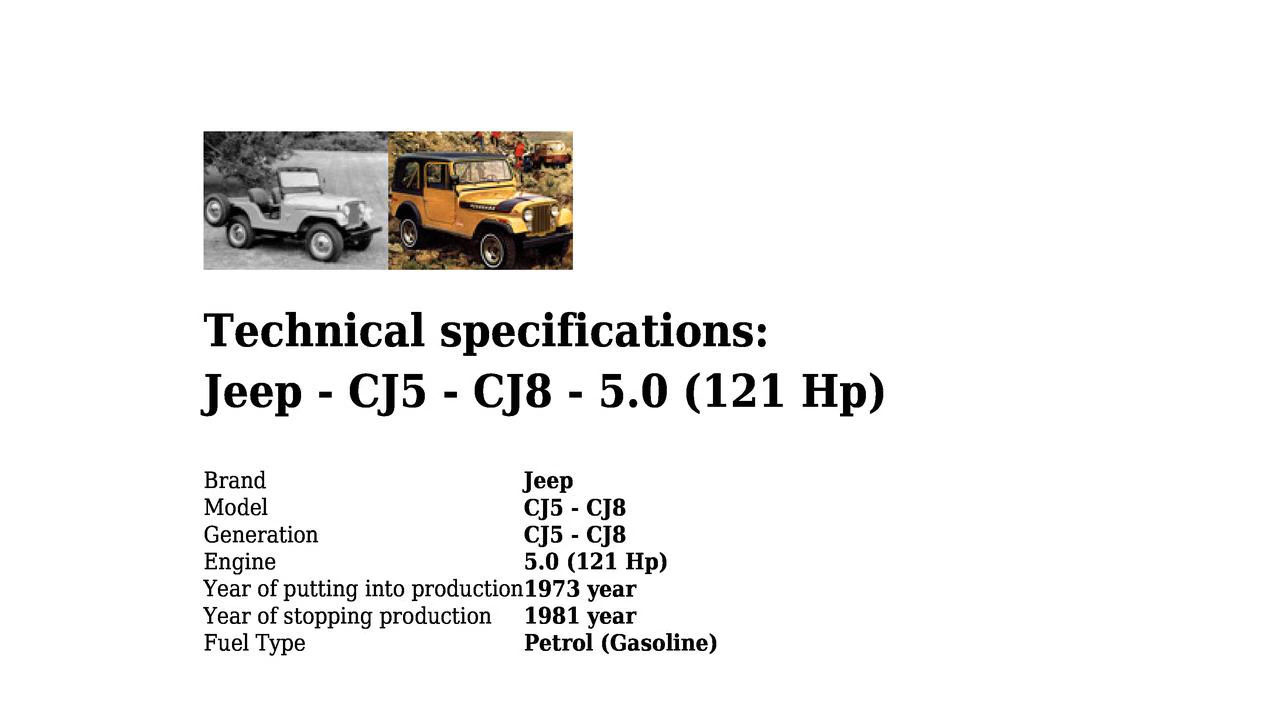 Technical specifications:
Jeep - CJ5 - CJ8 - 5.0 (121 Hp)
Brand Jeep
Model CJ5 - CJ8
Generation CJ5 - CJ8
Engine 5.0 (121 Hp)
Year of putting into production 1973 year
Year of stopping production 1981 year
Fuel Type Petrol (Gasoline)